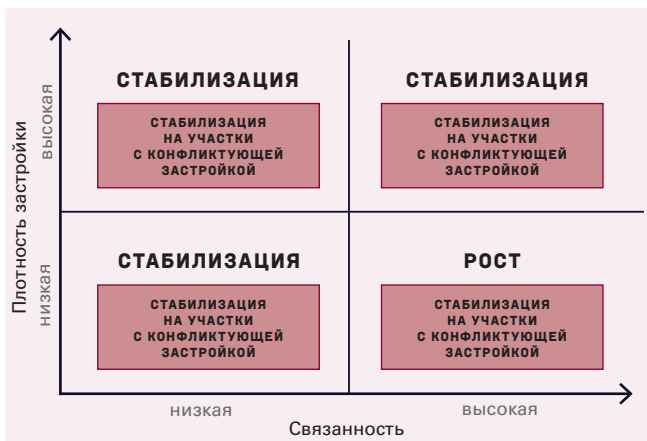 СТАБИЛИЗАЦИЯ
СТАБИЛИЗАЦИЯ
НА УЧАСТКИ
С КОНФЛИКТУЮЩЕЙ
ЗАСТРОЙКОЙ
СТАБИЛИЗАЦИЯ
СТАБИЛИЗАЦИЯ
НА УЧАСТКИ
С КОНФЛИКТУЮЩЕЙ
ЗАСТРОЙКОЙ
Плотность застройки
высокая
низкая
СТАБИЛИЗАЦИЯ
СТАБИЛИЗАЦИЯ
НА УЧАСТКИ
С КОНФЛИКТУЮЩЕЙ
ЗАСТРОЙКОЙ
РОСТ
СТАБИЛИЗАЦИЯ
НА УЧАСТКИ
С КОНФЛИКТУЮЩЕЙ
ЗАСТРОЙКОЙ
низкая
высокая
Связанность